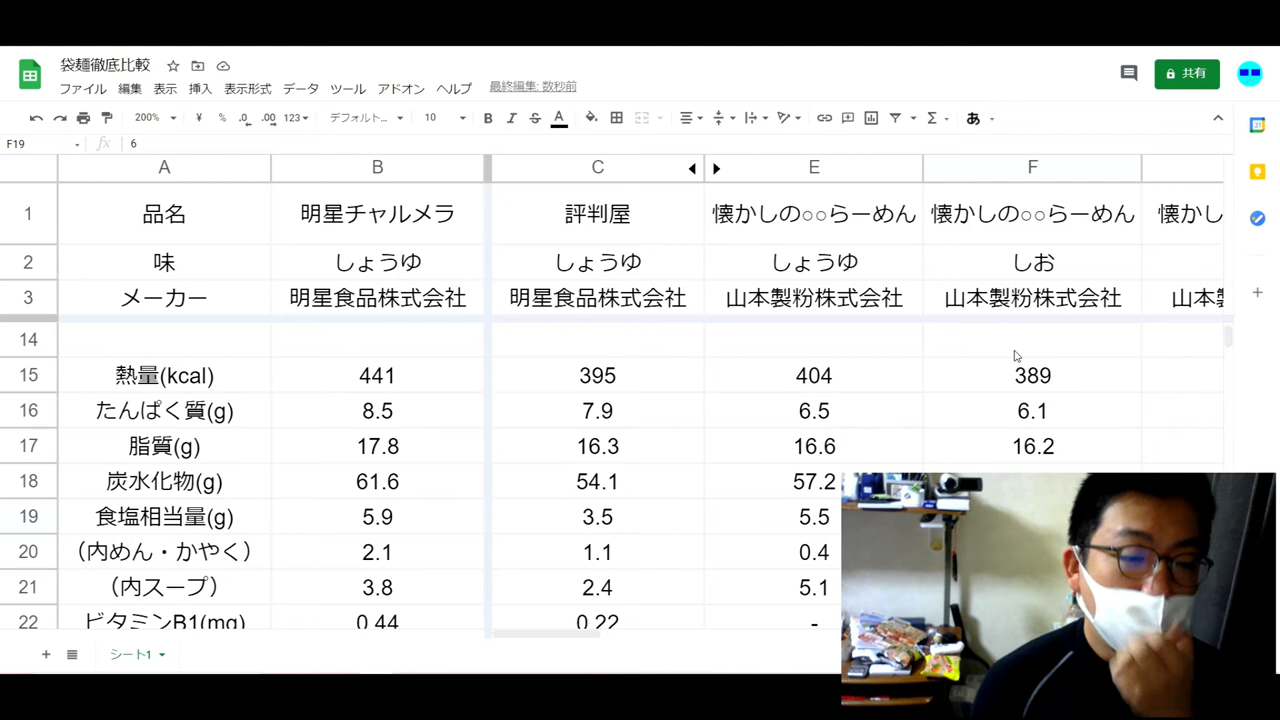 袋麺徹底比較
ファイル 編集 表示 挿入 表示形式 データ ツール アドオン ヘルプ 最終編集: 数秒前
共有
200% ¥ % .0 .00 123 デフォルト... 10 B I S A Σ あ
F19 fx 6
A B C E F
1 品名 明星チャルメラ 評判屋 懐かしの○○らーめん 懐かしの○○らーめん 懐かし
2 味 しょうゆ しょうゆ しょうゆ しお
3 メーカー 明星食品株式会社 明星食品株式会社 山本製粉株式会社 山本製粉株式会社 山本製
14
15 熱量(kcal) 441 395 404 389
16 たんぱく質(g) 8.5 7.9 6.5 6.1
17 脂質(g) 17.8 16.3 16.6 16.2
18 炭水化物(g) 61.6 54.1 57.2
19 食塩相当量(g) 5.9 3.5 5.5
20 （内めん・かやく） 2.1 1.1 0.4
21 （内スープ） 3.8 2.4 5.1
22 ビタミンB1(mg) 0.44 0.22 -
シート1